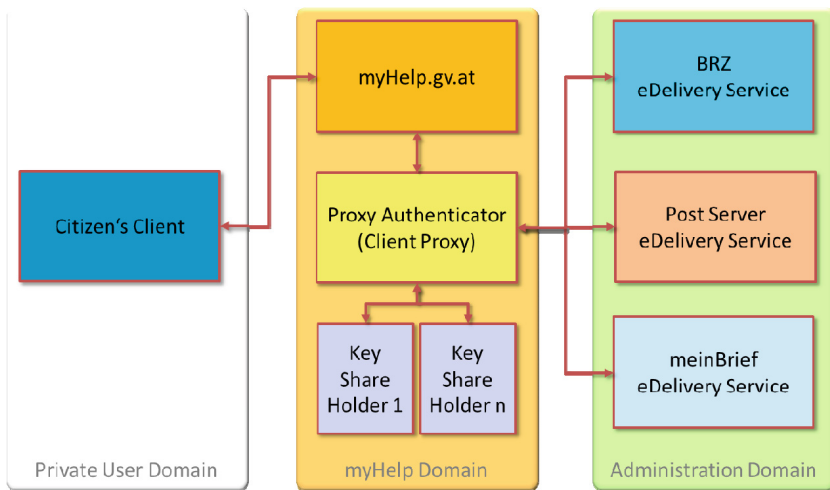 Citizen‘s Client
Private User Domain
myHelp.gv.at
Proxy Authenticator
(Client Proxy)
Key
Share
Holder 1
Key
Share
Holder n
myHelp Domain
BRZ
eDelivery Service
Post Server
eDelivery Service
meinBrief
eDelivery Service
Administration Domain